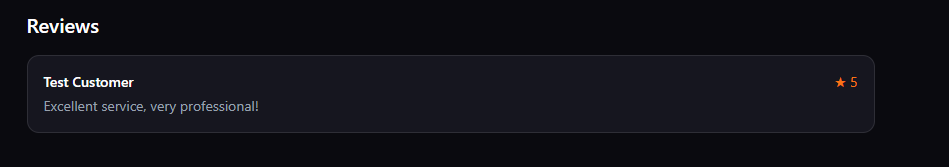 Reviews
Test Customer ★ 5
Excellent service, very professional!